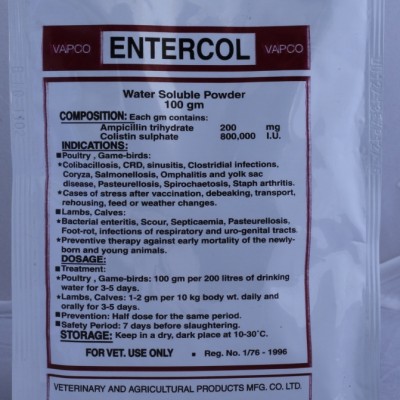 VAPCO ENTERCOL VAPCO
Water Soluble Powder
100 gm
COMPOSITION: Each gm contains:
Ampicillin trihydrate 200 mg
Colistin sulphate 800,000 I.U.
INDICATIONS:
■Poultry , Game-birds:
*Colibacillosis, CRD, sinusitis, Clostridial infections,
Coryza, Salmonellosis, Omphalitis and yolk sac
disease, Pasteurellosis, Spirochaetosis, Staph arthritis.
*Cases of stress after vaccination, debeaking, transport,
rehousing, feed or weather changes.
■Lambs, Calves:
*Bacterial enteritis, Scour, Septicaemia, Pasteurellosis,
Foot-rot, infections of respiratory and uro-genital tracts.
*Preventive therapy against early mortality of the newly-
born and young animals.
DOSAGE:
■Treatment:
*Poultry , Game-birds: 100 gm per 200 litres of drinking
water for 3-5 days.
*Lambs, Calves: 1-2 gm per 10 kg body wt. daily and
orally for 3-5 days.
■Prevention: Half dose for the same period.
■Safety Period: 7 days before slaughtering.
STORAGE: Keep in a dry, dark place at 10-30°C.
FOR VET. USE ONLY ■ Reg. No. 1/76 - 1996
VETERINARY AND AGRICULTURAL PRODUCTS MFG. CO. LTD.